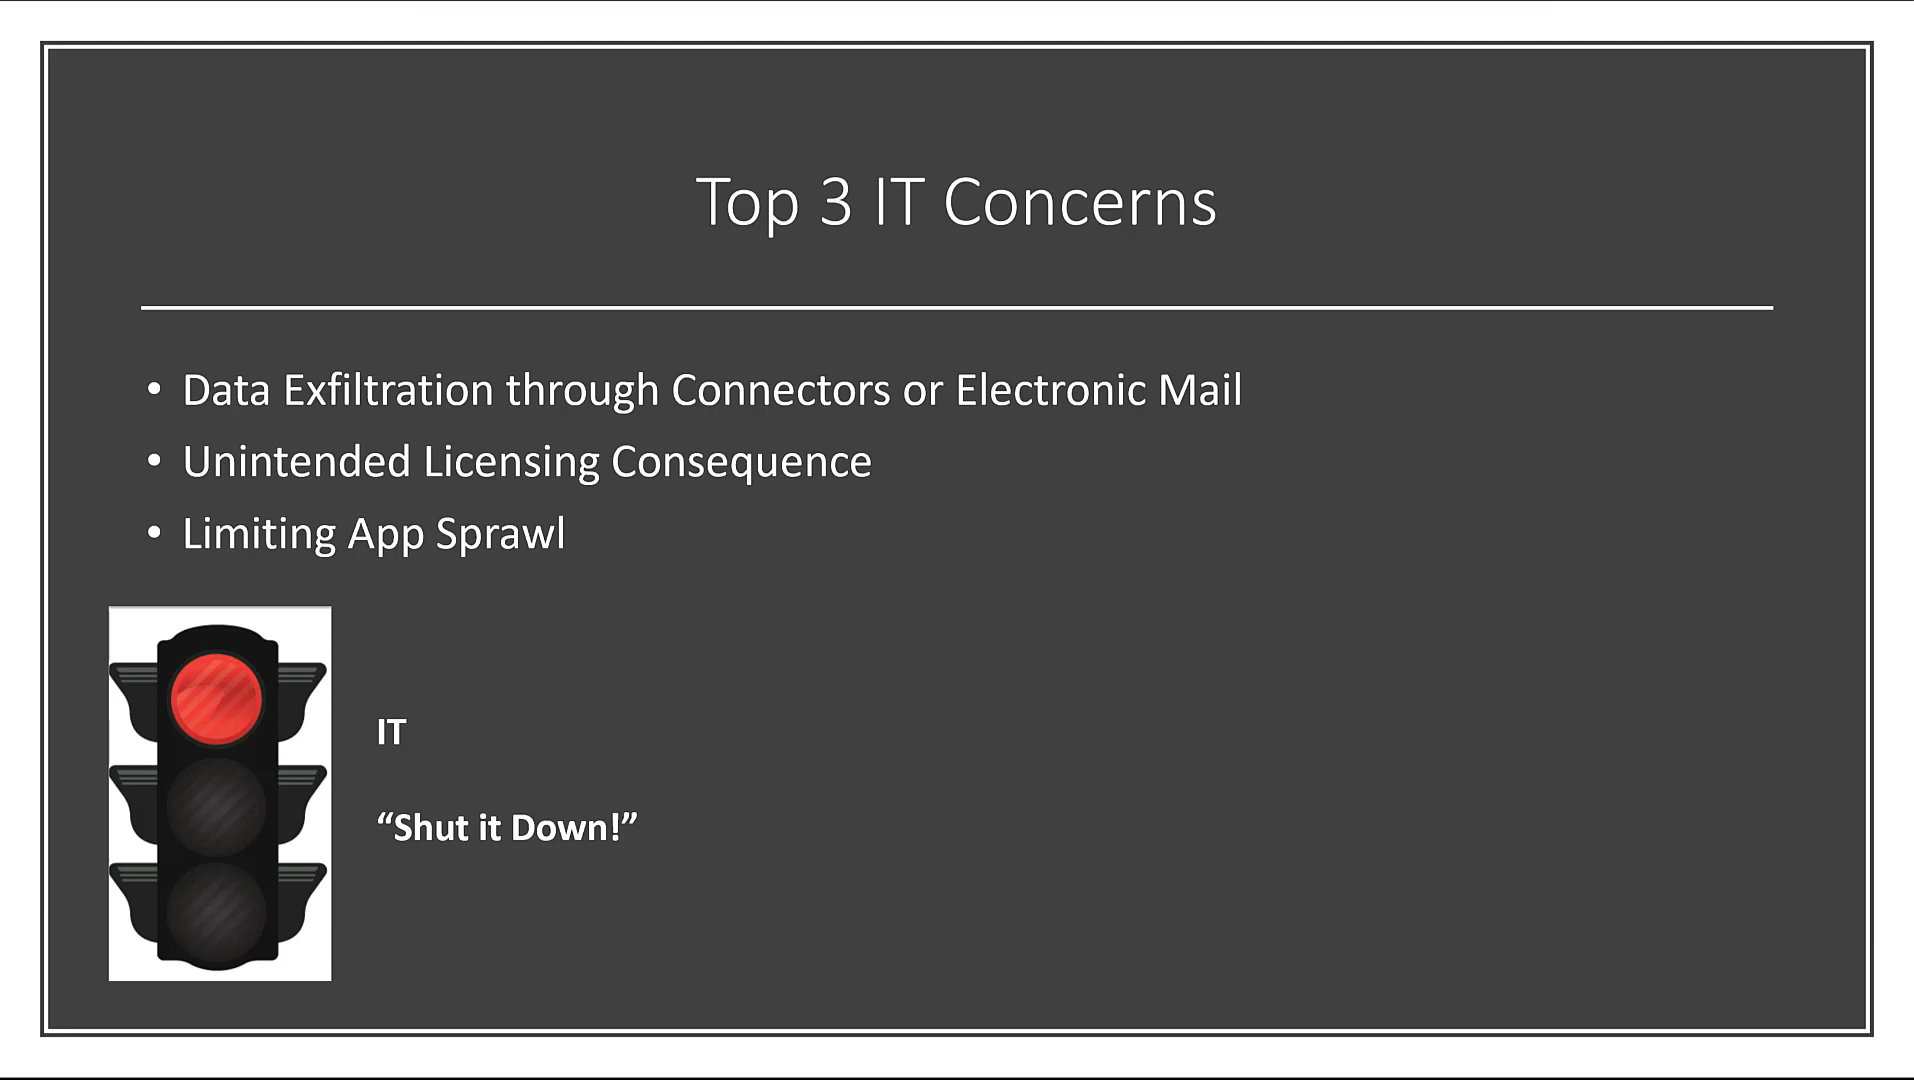 Top 3 IT Concerns
• Data Exfiltration through Connectors or Electronic Mail
• Unintended Licensing Consequence
• Limiting App Sprawl
IT
“Shut it Down!”